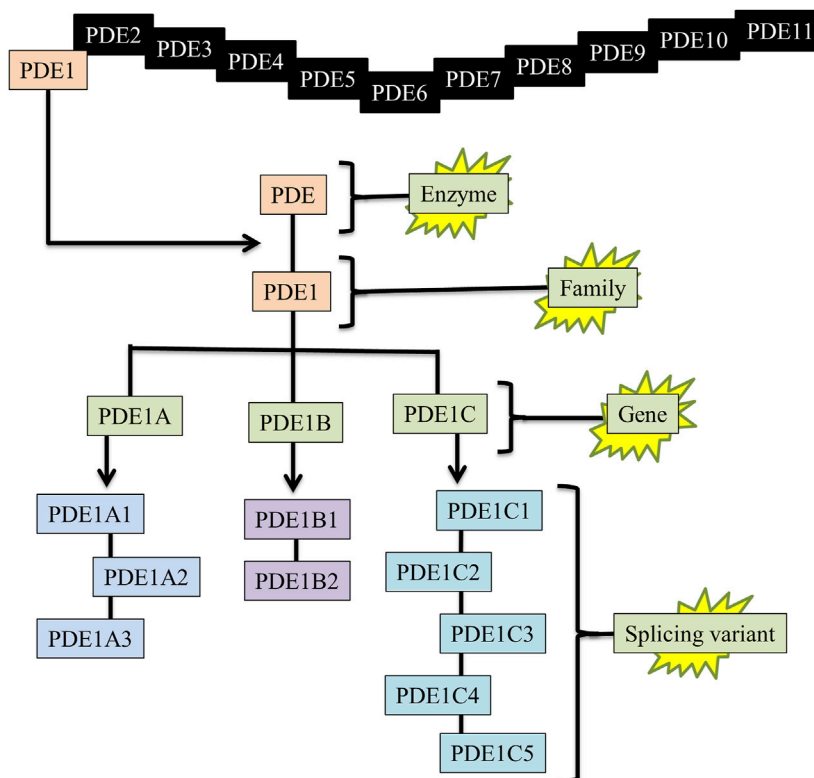 PDE1
PDE2
PDE3
PDE4
PDE5
PDE6
PDE7
PDE8
PDE9
PDE10
PDE11
PDE
Enzyme
PDE1
Family
PDE1A
PDE1B
PDE1C
Gene
PDE1A1
PDE1A2
PDE1A3
PDE1B1
PDE1B2
PDE1C1
PDE1C2
PDE1C3
PDE1C4
PDE1C5
Splicing variant